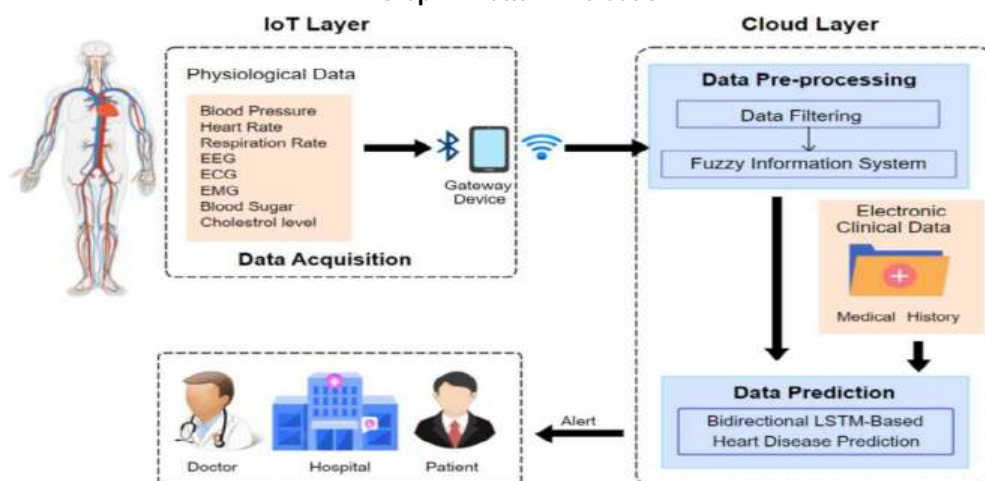 IoT Layer
Cloud Layer
Physiological Data
Blood Pressure
Heart Rate
Respiration Rate
EEG
ECG
EMG
Blood Sugar
Cholestrol level
Data Acquisition
Gateway
Device
Data Pre-processing
Data Filtering
Fuzzy Information System
Electronic
Clinical Data
Medical History
Data Prediction
Bidirectional LSTM-Based
Heart Disease Prediction
Alert
Doctor
Hospital
Patient